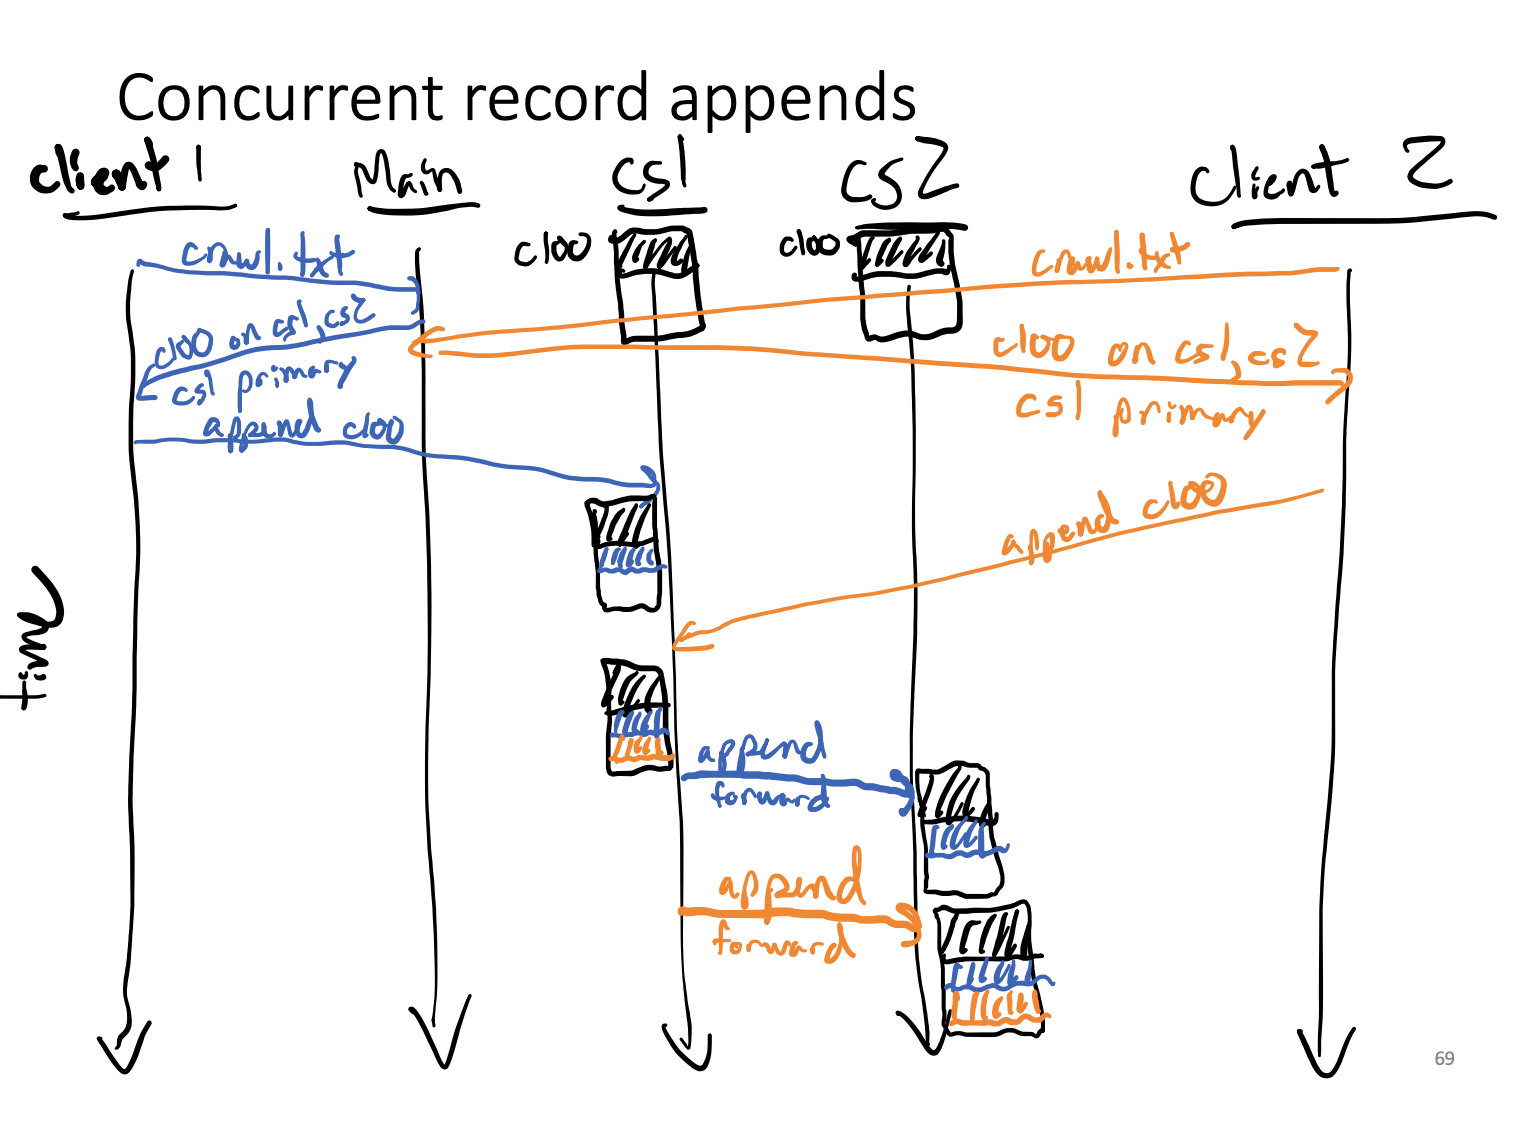 Concurrent record appends
client 1
Main
cs1
cs2
client 2
c100
c100
crawl.txt
crawl.txt
c100 on cs1,cs2
cs1 primary
c100 on cs1,cs2
cs1 primary
append c100
append c100
time
append
forward
append
forward
69